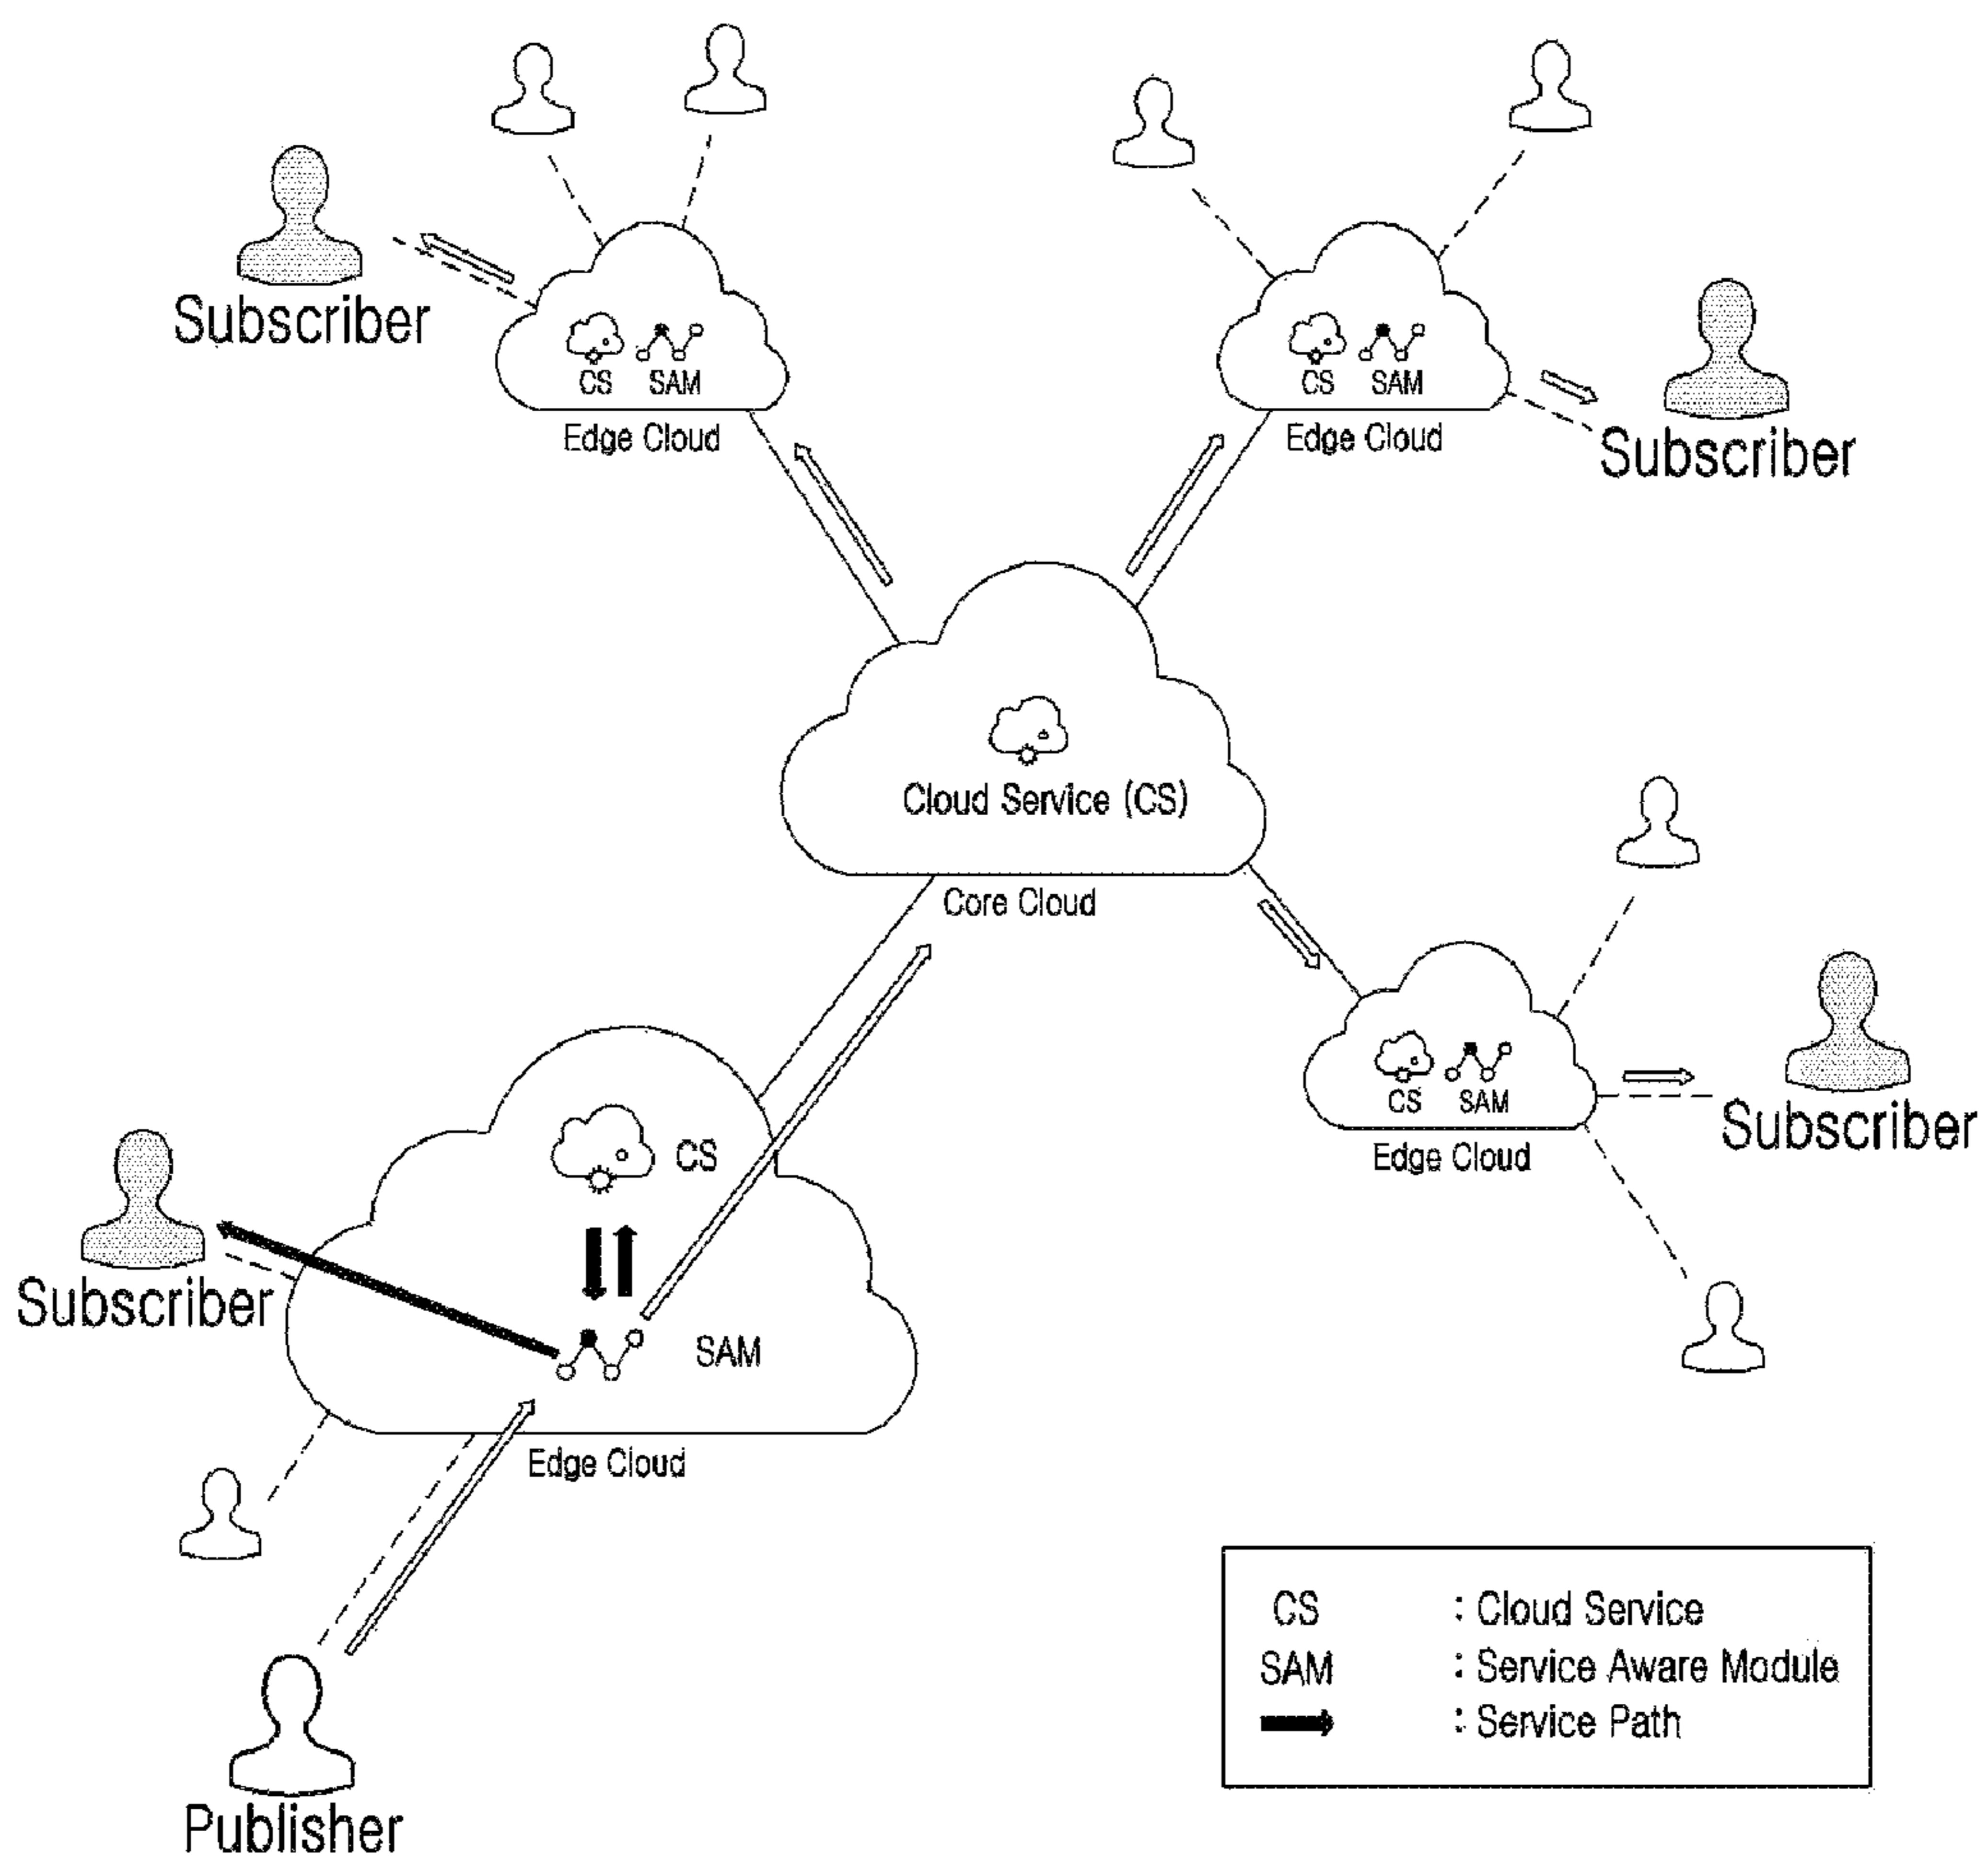 Subscriber
CS SAM
Edge Cloud
CS SAM
Edge Cloud
Subscriber
Cloud Service (CS)
Core Cloud
CS SAM
Edge Cloud
Subscriber
CS
Subscriber
SAM
Edge Cloud
Publisher
CS : Cloud Service
SAM : Service Aware Module
: Service Path